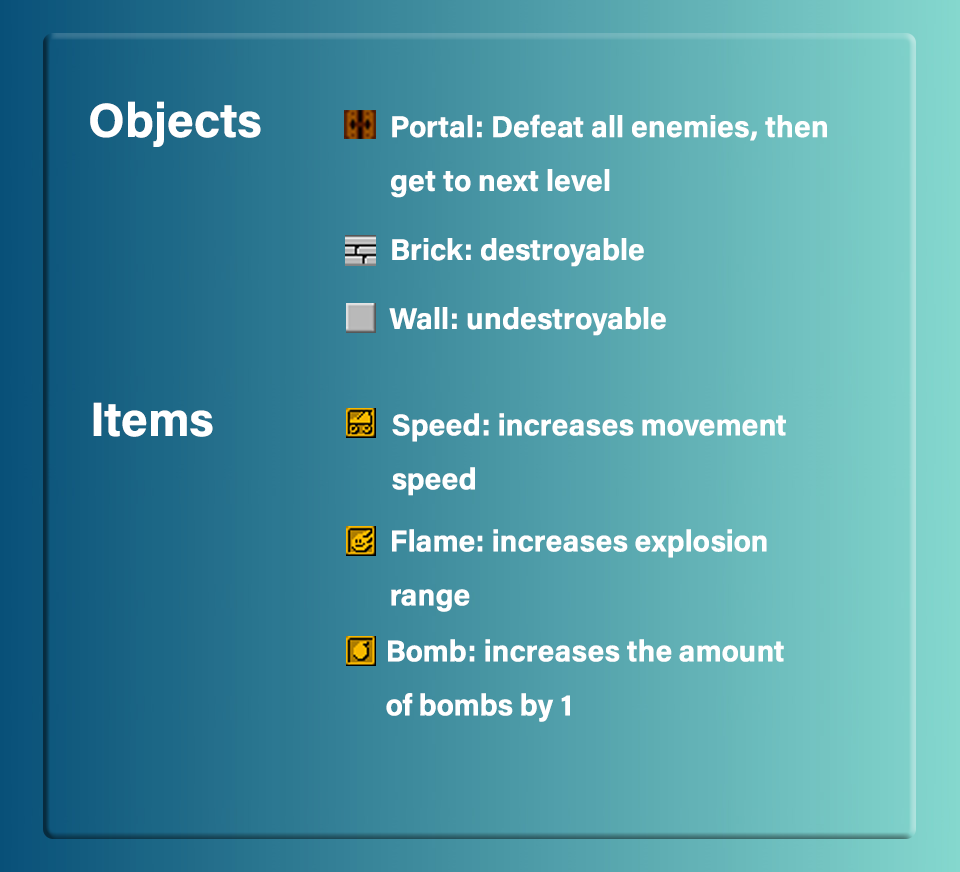 Objects
Portal: Defeat all enemies, then
get to next level
Brick: destroyable
Wall: undestroyable
Items
Speed: increases movement
speed
Flame: increases explosion
range
Bomb: increases the amount
of bombs by 1